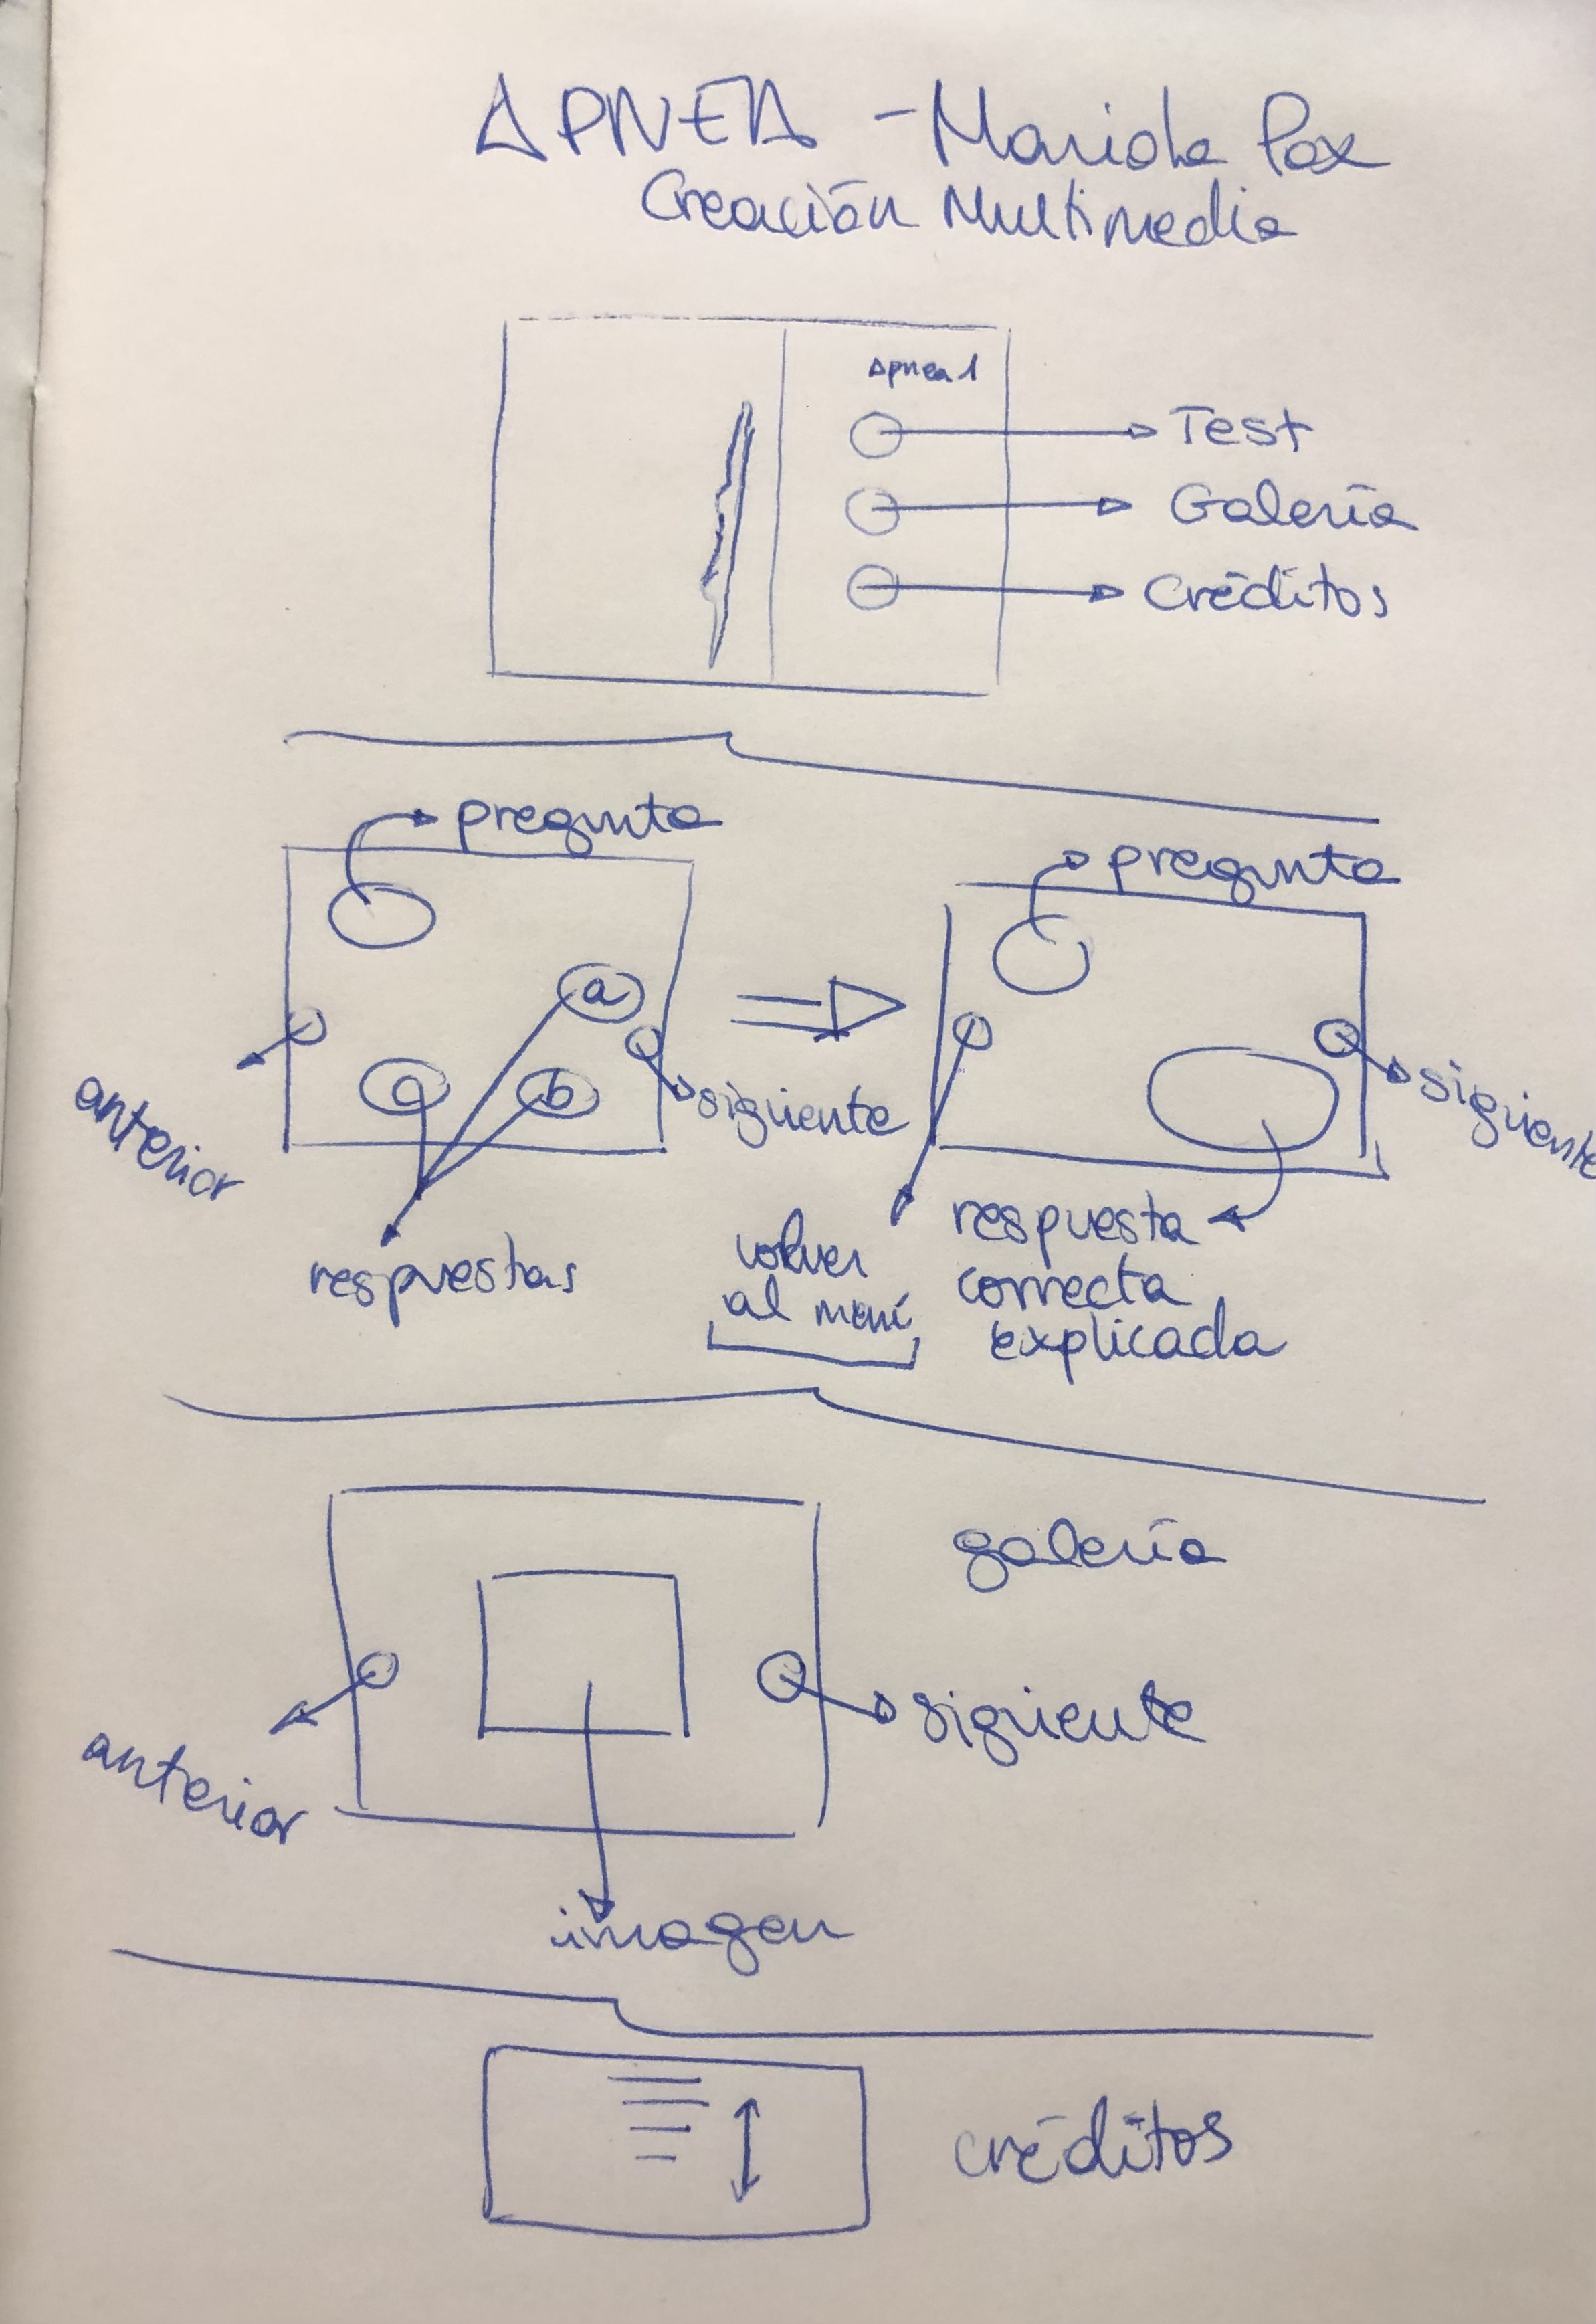 APNEA - Mariola Pox
Creación Multimedia
Apnea 1
Test
Galería
Créditos
pregunta
pregunta
a
b
c
anterior
siguiente
siguiente
respuestas
volver
al menú
respuesta
correcta
explicada
galería
siguiente
anterior
imagen
créditos